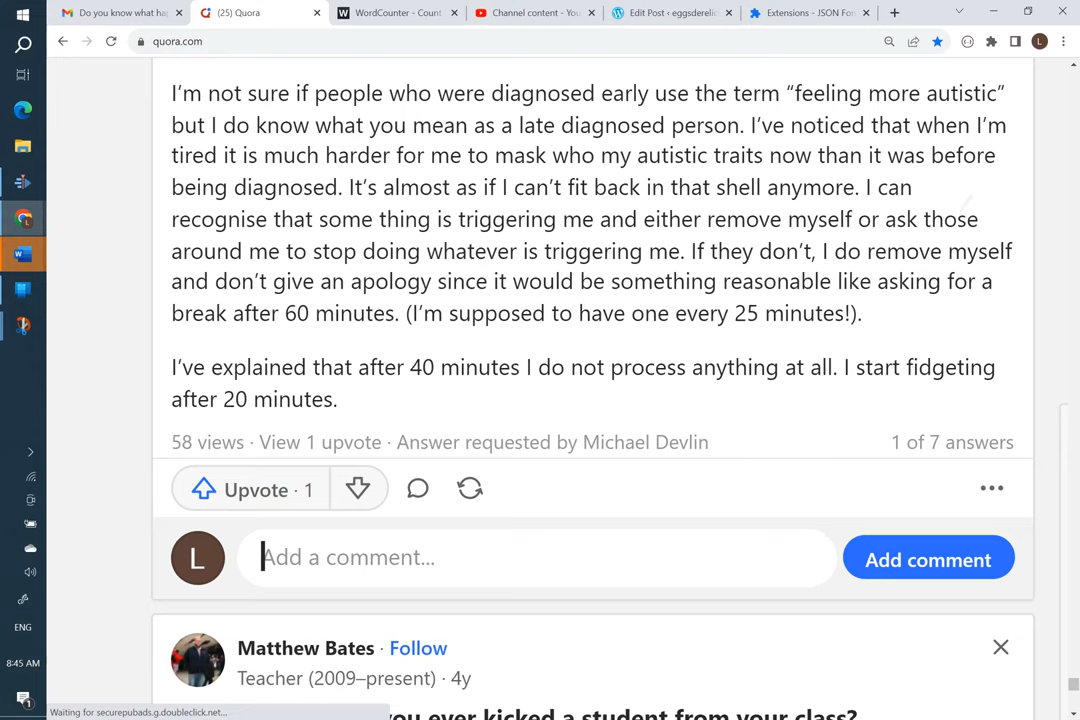 Do you know what ha
(25) Quora
WordCounter - Count
Channel content - You
Edit Post ‹ eggsderelic
Extensions - JSON For
quora.com
I’m not sure if people who were diagnosed early use the term “feeling more autistic”
but I do know what you mean as a late diagnosed person. I’ve noticed that when I’m
tired it is much harder for me to mask who my autistic traits now than it was before
being diagnosed. It’s almost as if I can’t fit back in that shell anymore. I can
recognise that some thing is triggering me and either remove myself or ask those
around me to stop doing whatever is triggering me. If they don’t, I do remove myself
and don’t give an apology since it would be something reasonable like asking for a
break after 60 minutes. (I’m supposed to have one every 25 minutes!).
I’ve explained that after 40 minutes I do not process anything at all. I start fidgeting
after 20 minutes.
58 views · View 1 upvote · Answer requested by Michael Devlin
1 of 7 answers
Upvote · 1
L
Add a comment...
Add comment
Matthew Bates · Follow
Teacher (2009–present) · 4y
you ever kicked a student from your class?
ENG
8:45 AM
Waiting for securepubads.g.doubleclick.net...